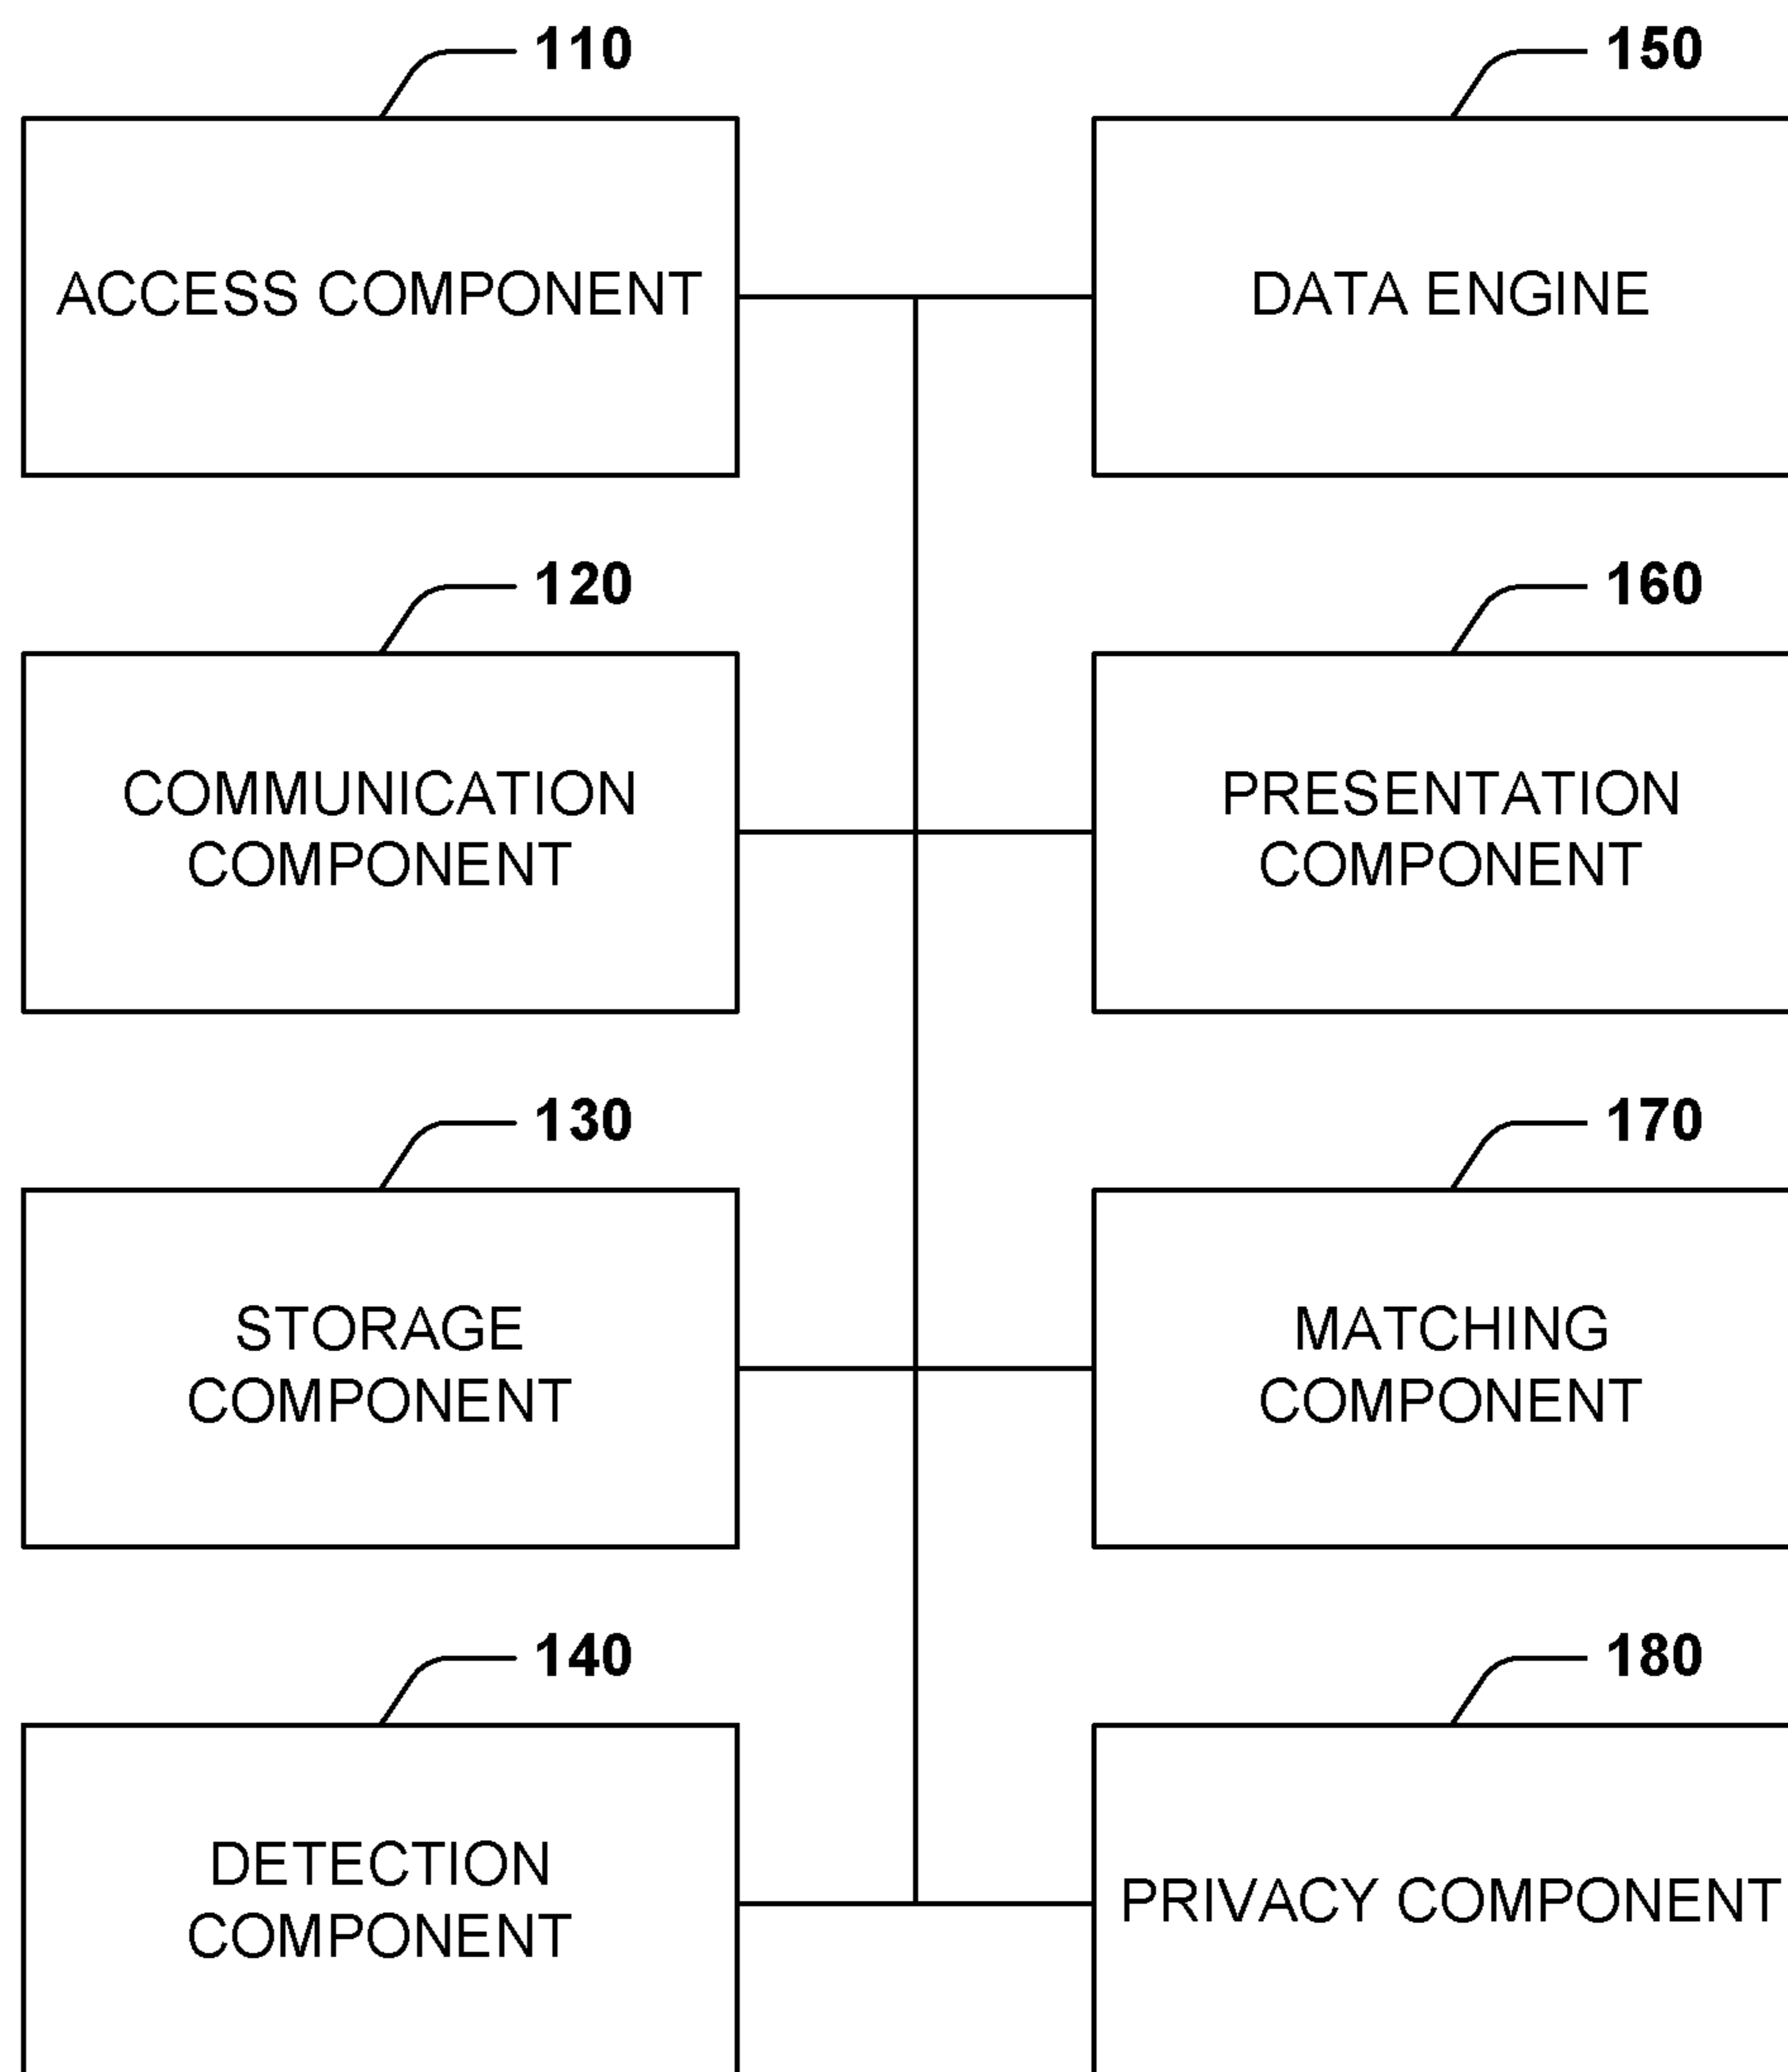 110
ACCESS COMPONENT
150
DATA ENGINE
120
COMMUNICATION
COMPONENT
160
PRESENTATION
COMPONENT
130
STORAGE
COMPONENT
170
MATCHING
COMPONENT
140
DETECTION
COMPONENT
180
PRIVACY COMPONENT